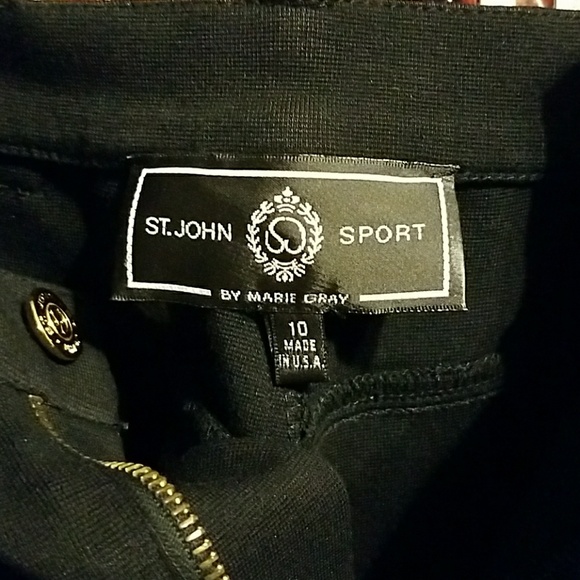 ST. JOHN SPORT
BY MARIE GRAY
10
MADE
IN U.S.A.